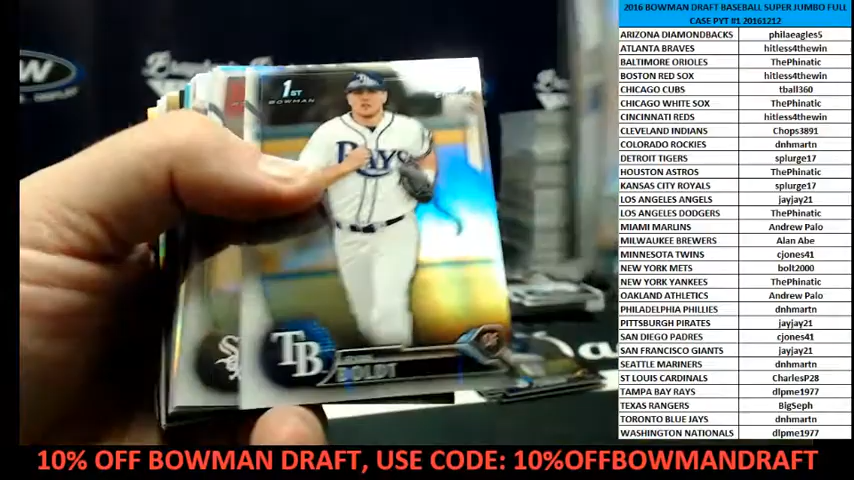 2016 BOWMAN DRAFT BASEBALL SUPER JUMBO FULL
CASE PYT #1 20161212
ARIZONA DIAMONDBACKS philaeagles5
ATLANTA BRAVES hitless4thewin
BALTIMORE ORIOLES ThePhinatic
BOSTON RED SOX hitless4thewin
CHICAGO CUBS tball360
CHICAGO WHITE SOX ThePhinatic
CINCINNATI REDS hitless4thewin
CLEVELAND INDIANS Chops3891
COLORADO ROCKIES dnhmartn
DETROIT TIGERS splurge17
HOUSTON ASTROS ThePhinatic
KANSAS CITY ROYALS splurge17
LOS ANGELES ANGELS jayjay21
LOS ANGELES DODGERS ThePhinatic
MIAMI MARLINS Andrew Palo
MILWAUKEE BREWERS Alan Abe
MINNESOTA TWINS cjones41
NEW YORK METS bolt2000
NEW YORK YANKEES ThePhinatic
OAKLAND ATHLETICS Andrew Palo
PHILADELPHIA PHILLIES dnhmartn
PITTSBURGH PIRATES jayjay21
SAN DIEGO PADRES cjones41
SAN FRANCISCO GIANTS jayjay21
SEATTLE MARINERS dnhmartn
ST LOUIS CARDINALS CharlesP28
TAMPA BAY RAYS dlpme1977
TEXAS RANGERS BigSeph
TORONTO BLUE JAYS dnhmartn
WASHINGTON NATIONALS dlpme1977
1ST
BOWMAN
RAYS
TB
BOLDT
10% OFF BOWMAN DRAFT, USE CODE: 10%OFFBOWMANDRAFT